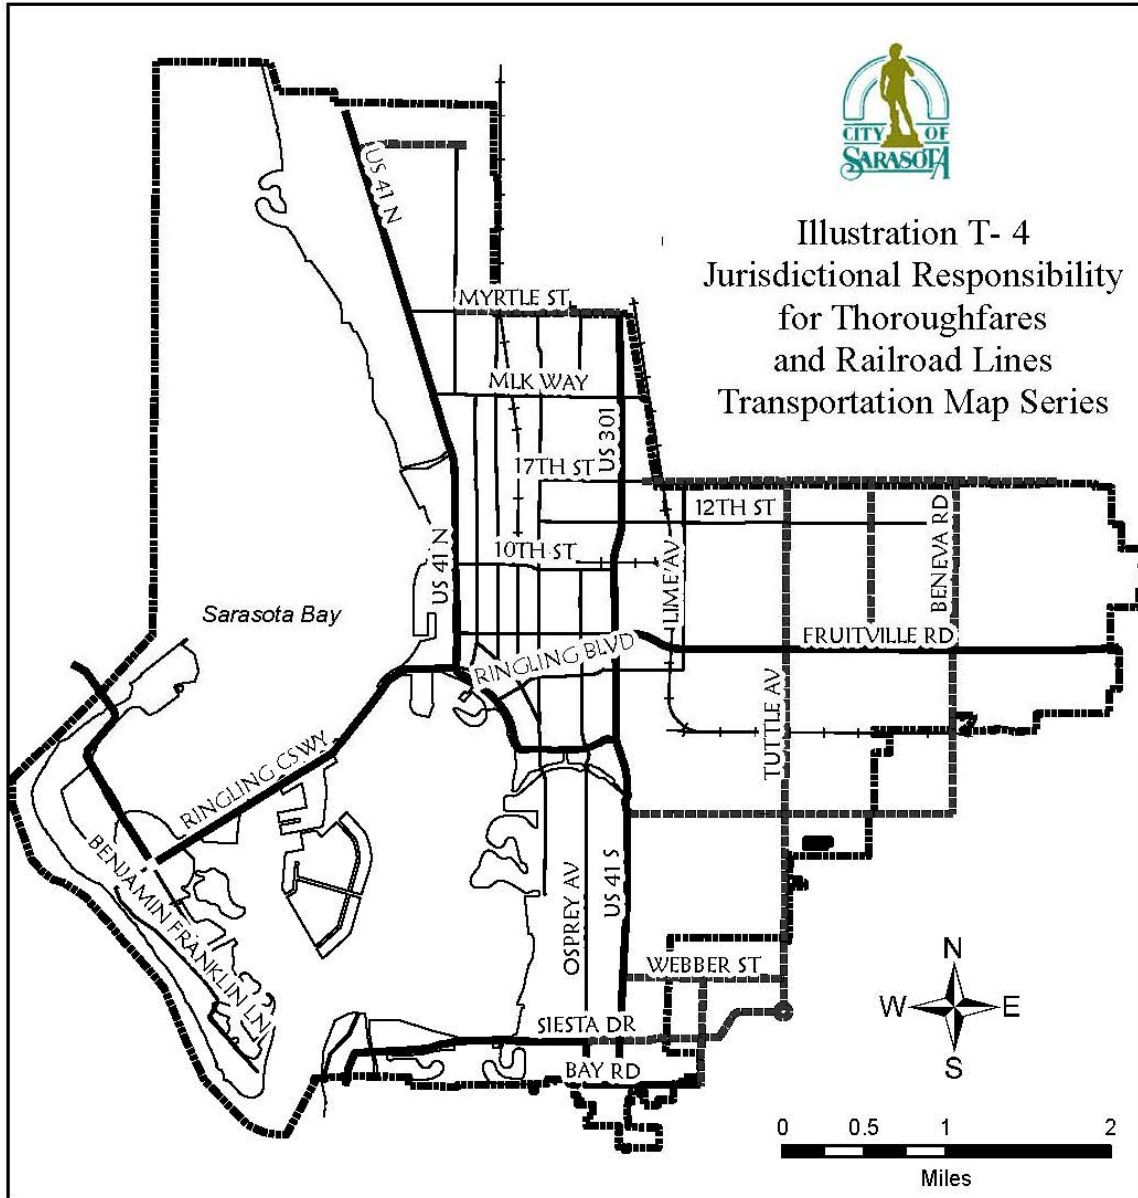 CITY OF
SARASOTA
Illustration T- 4
Jurisdictional Responsibility
for Thoroughfares
and Railroad Lines
Transportation Map Series
US 41 N
MYRTLE ST
MLK WAY
US 301
17TH ST
12TH ST
BENEVA RD
US 41 N
10TH ST
LIME AV
Sarasota Bay
FRUITVILLE RD
RINGLING BLVD
TUTTLE AV
RINGLING CSWY
BENJAMIN FRANKLIN LN
OSPREY AV
US 41 S
WEBBER ST
SIESTA DR
BAY RD
N
W E
S
0 0.5 1 2
Miles